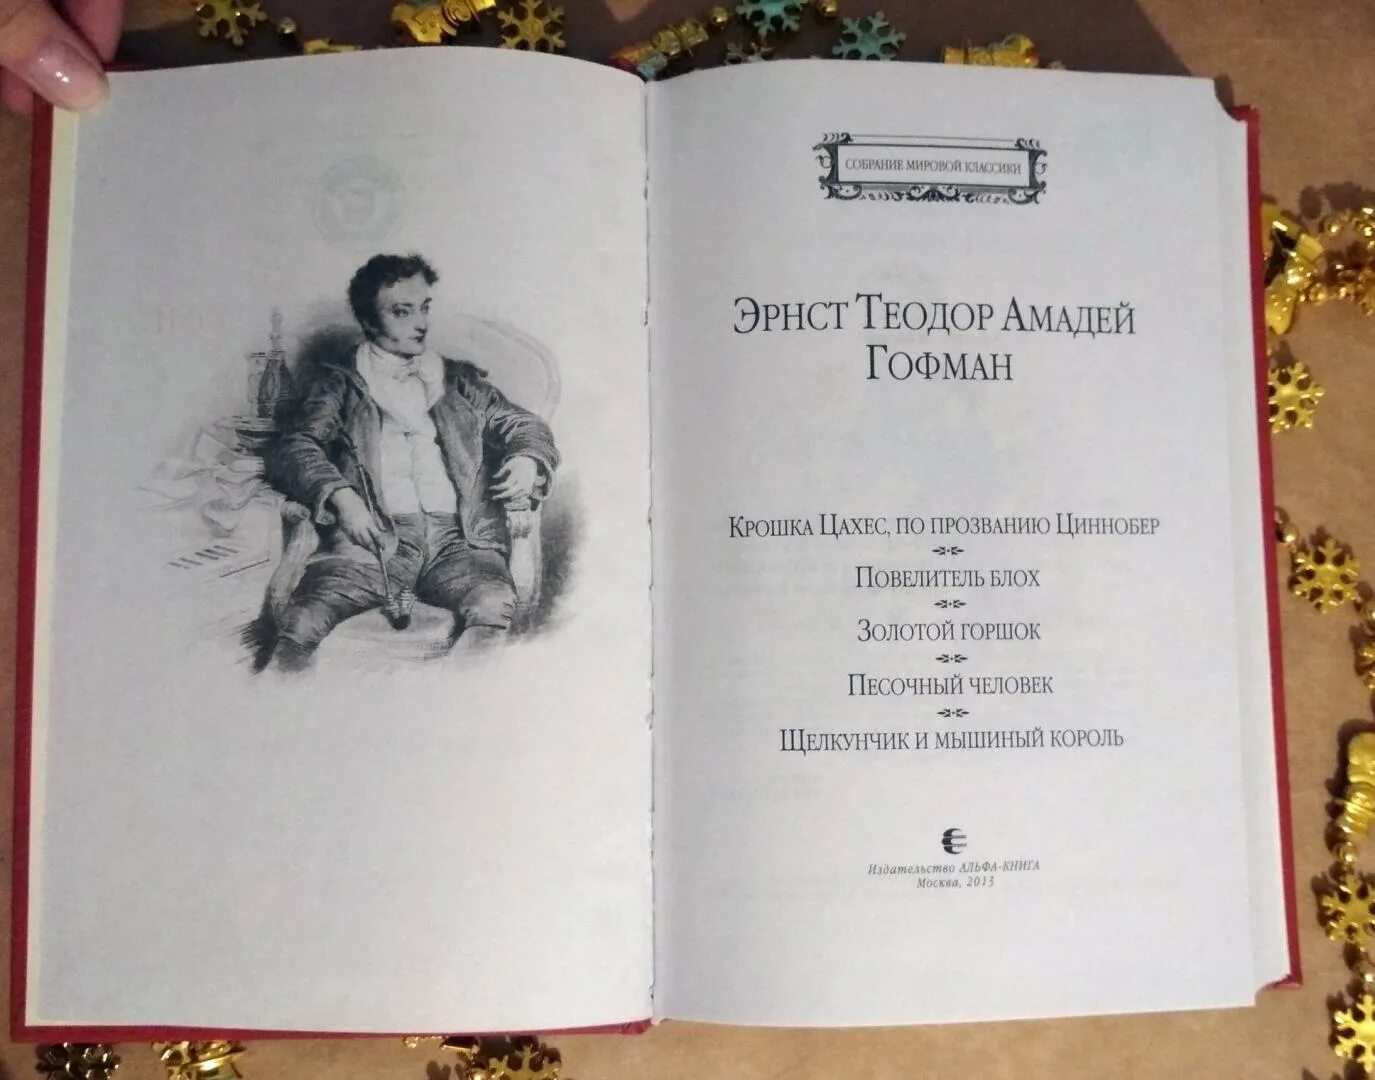 СОБРАНИЕ МИРОВОЙ КЛАССИКИ
ЭРНСТ ТЕОДОР АМАДЕЙ
ГОФМАН
КРОШКА ЦАХЕС, ПО ПРОЗВАНИЮ ЦИННОБЕР
ПОВЕЛИТЕЛЬ БЛОХ
ЗОЛОТОЙ ГОРШОК
ПЕСОЧНЫЙ ЧЕЛОВЕК
ЩЕЛКУНЧИК И МЫШИНЫЙ КОРОЛЬ
Издательство АЛЬФА-КНИГА
Москва, 2013